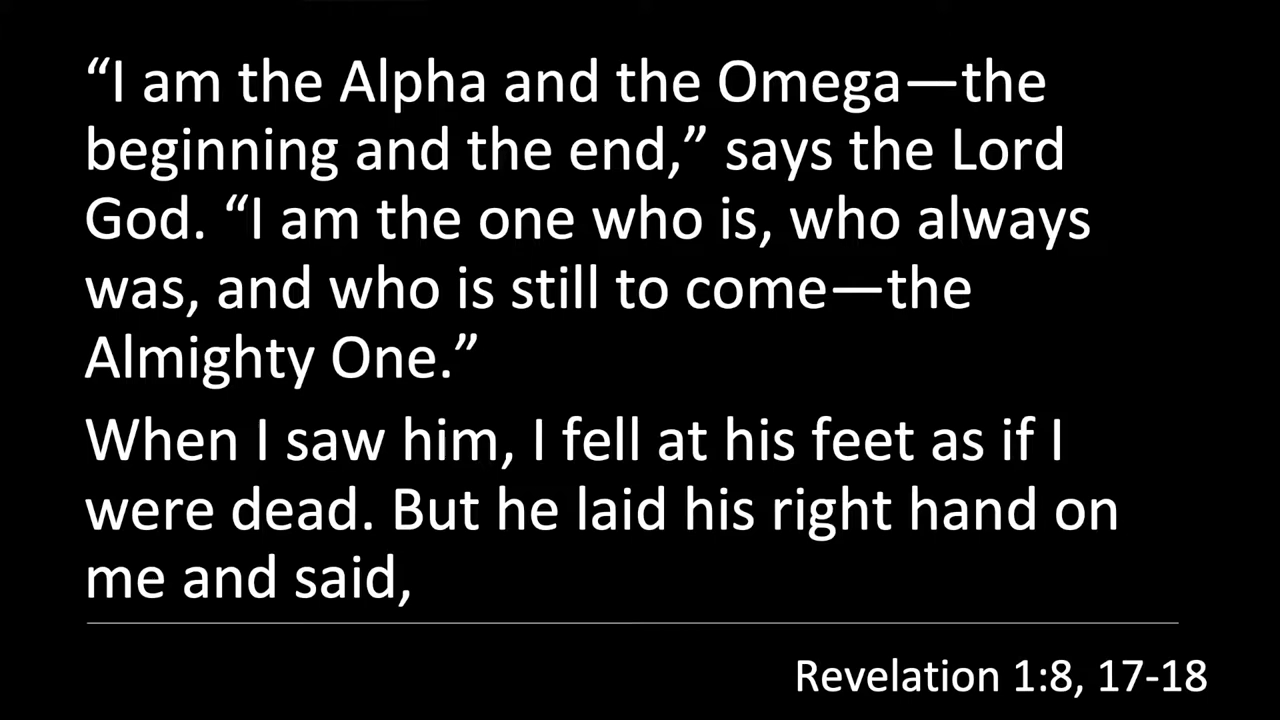 “I am the Alpha and the Omega—the
beginning and the end,” says the Lord
God. “I am the one who is, who always
was, and who is still to come—the
Almighty One.”
When I saw him, I fell at his feet as if I
were dead. But he laid his right hand on
me and said,
Revelation 1:8, 17-18